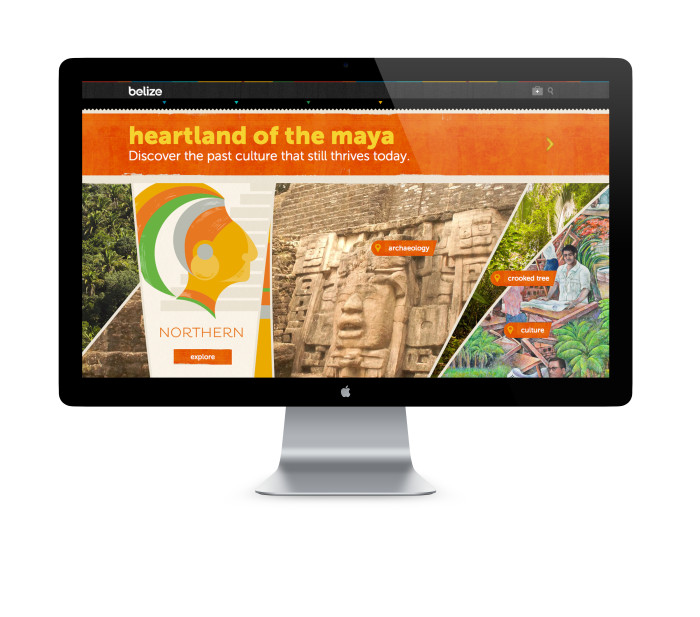 belize
heartland of the maya
Discover the past culture that still thrives today.
archaeology
crooked tree
NORTHERN
culture
explore